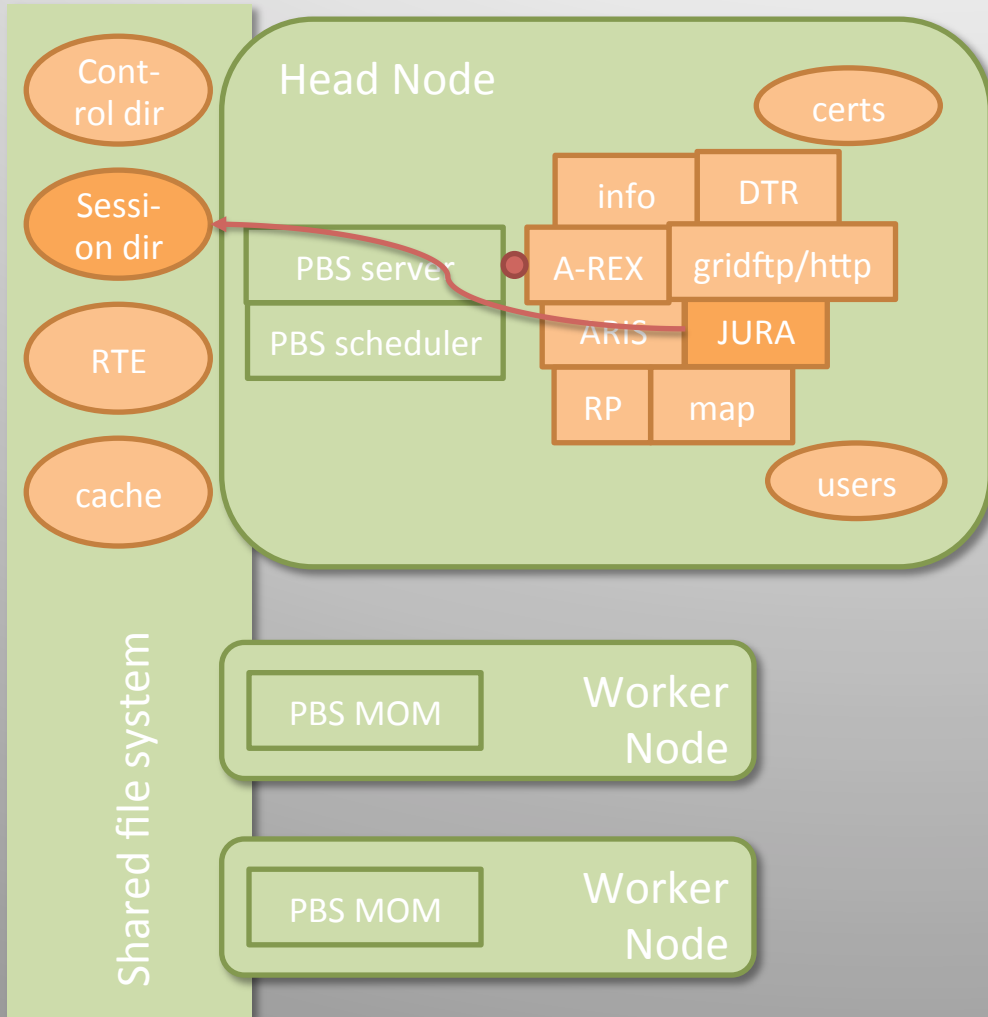 Cont-
rol dir
Sessi-
on dir
RTE
cache
Shared file system
Head Node
certs
info
DTR
PBS server
A-REX
gridftp/http
PBS scheduler
ARIS
JURA
RP
map
users
PBS MOM
Worker
Node
PBS MOM
Worker
Node